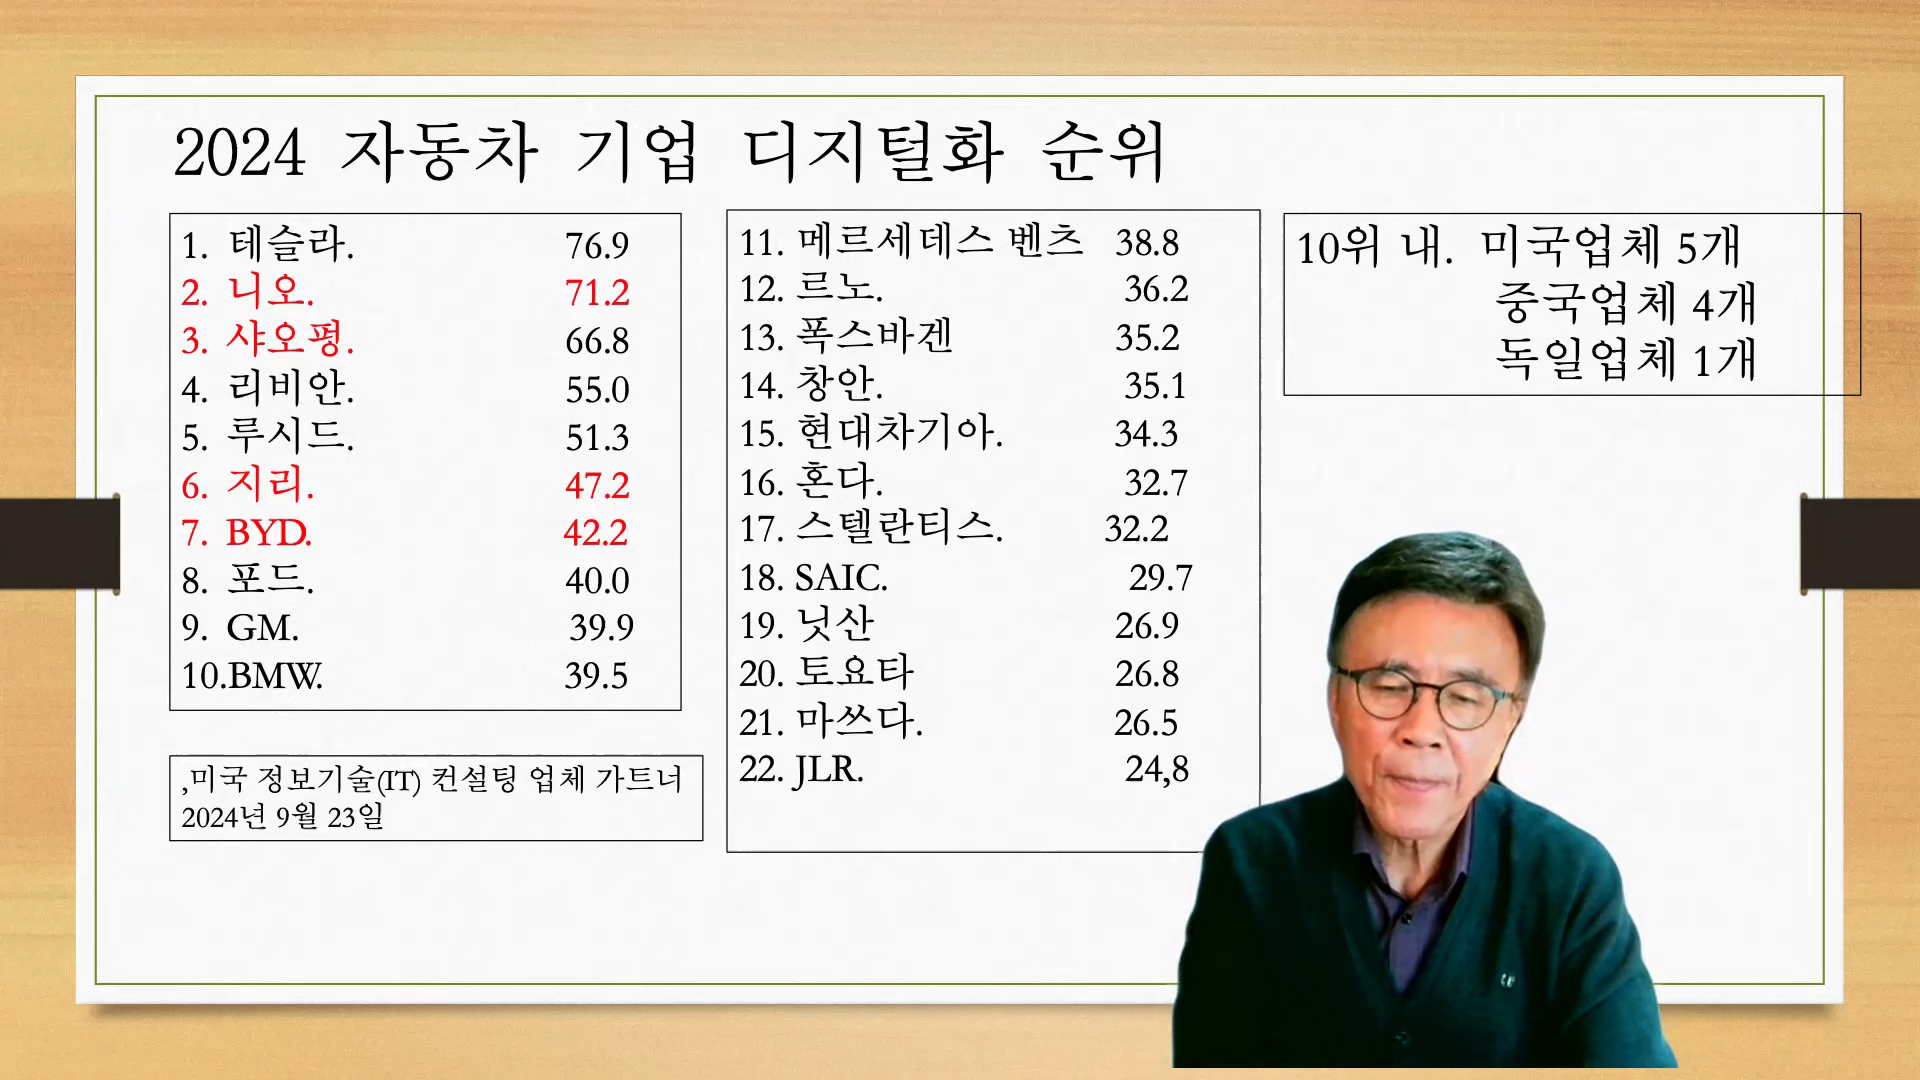 2024 자동차 기업 디지털화 순위
1. 테슬라. 76.9
2. 니오. 71.2
3. 샤오펑. 66.8
4. 리비안. 55.0
5. 루시드. 51.3
6. 지리. 47.2
7. BYD. 42.2
8. 포드. 40.0
9. GM. 39.9
10.BMW. 39.5
,미국 정보기술(IT) 컨설팅 업체 가트너
2024년 9월 23일
11. 메르세데스 벤츠 38.8
12. 르노. 36.2
13. 폭스바겐 35.2
14. 창안. 35.1
15. 현대차기아. 34.3
16. 혼다. 32.7
17. 스텔란티스. 32.2
18. SAIC. 29.7
19. 닛산 26.9
20. 토요타 26.8
21. 마쓰다. 26.5
22. JLR. 24,8
10위 내. 미국업체 5개
중국업체 4개
독일업체 1개